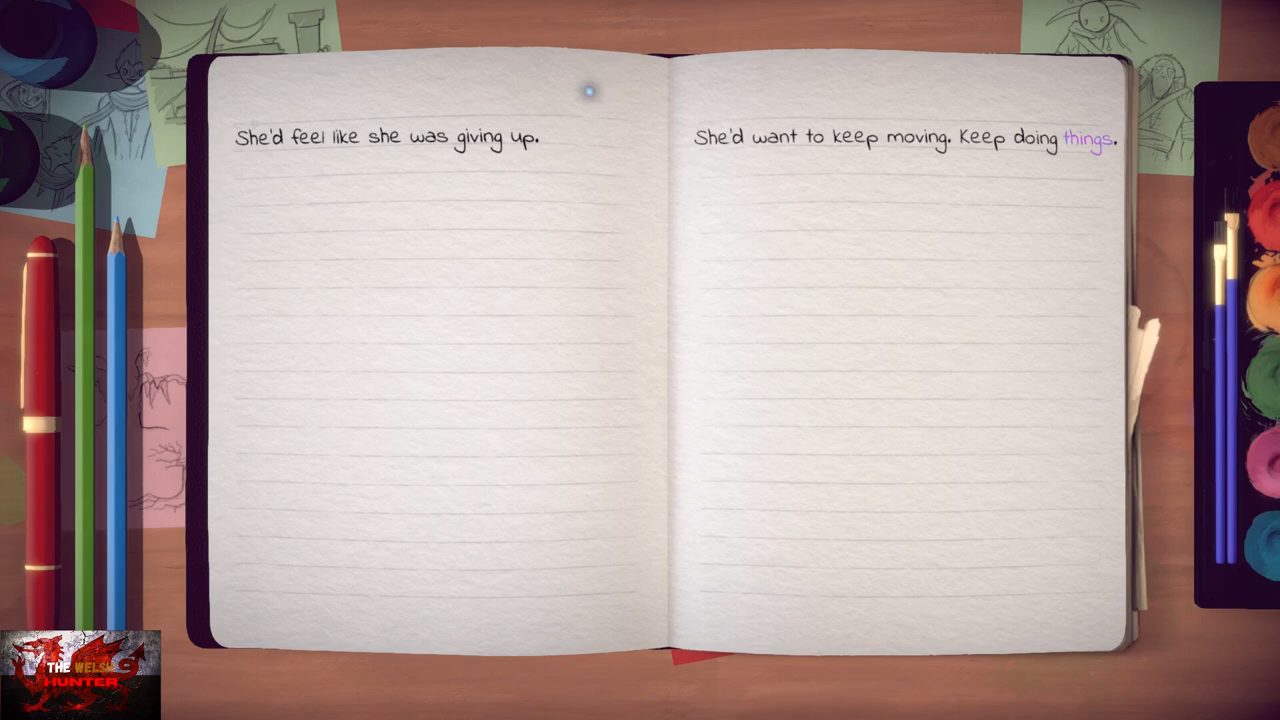 She'd feel like she was giving up.
She'd want to keep moving. Keep doing things.
THE WELSH
HUNTER